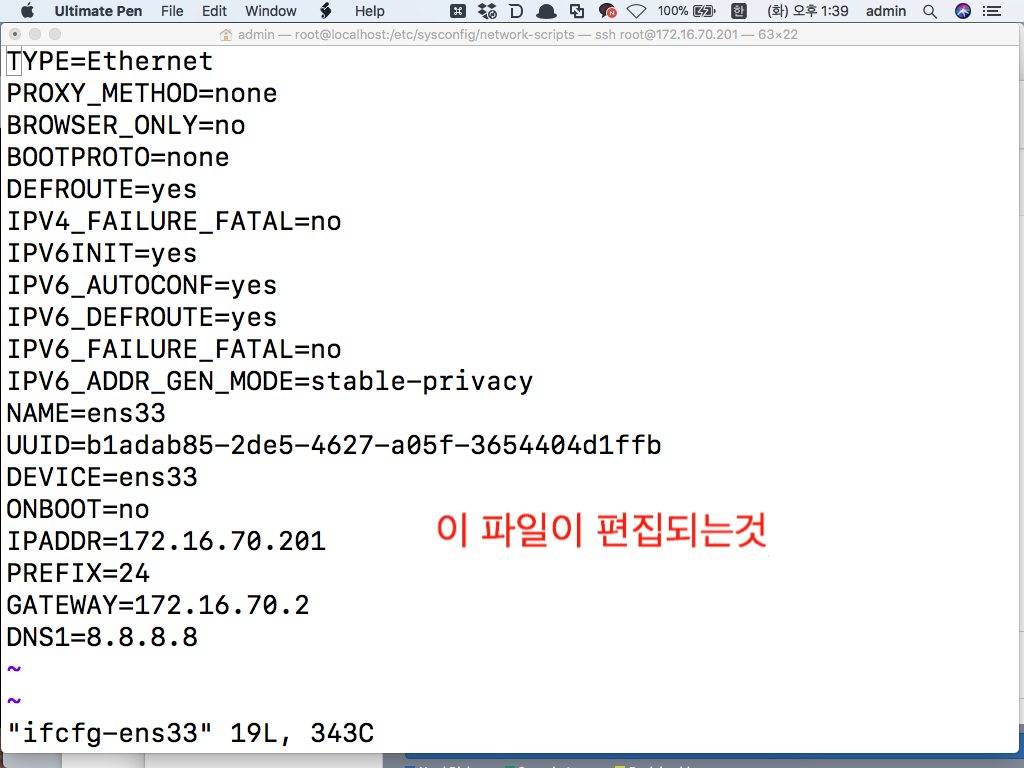 Ultimate Pen File Edit Window Help 100% 한 (화) 오후 1:39 admin
admin — root@localhost:/etc/sysconfig/network-scripts — ssh root@172.16.70.201 — 63×22
TYPE=Ethernet
PROXY_METHOD=none
BROWSER_ONLY=no
BOOTPROTO=none
DEFROUTE=yes
IPV4_FAILURE_FATAL=no
IPV6INIT=yes
IPV6_AUTOCONF=yes
IPV6_DEFROUTE=yes
IPV6_FAILURE_FATAL=no
IPV6_ADDR_GEN_MODE=stable-privacy
NAME=ens33
UUID=b1adab85-2de5-4627-a05f-3654404d1ffb
DEVICE=ens33
ONBOOT=no
이 파일이 편집되는것
IPADDR=172.16.70.201
PREFIX=24
GATEWAY=172.16.70.2
DNS1=8.8.8.8
~
~
"ifcfg-ens33" 19L, 343C